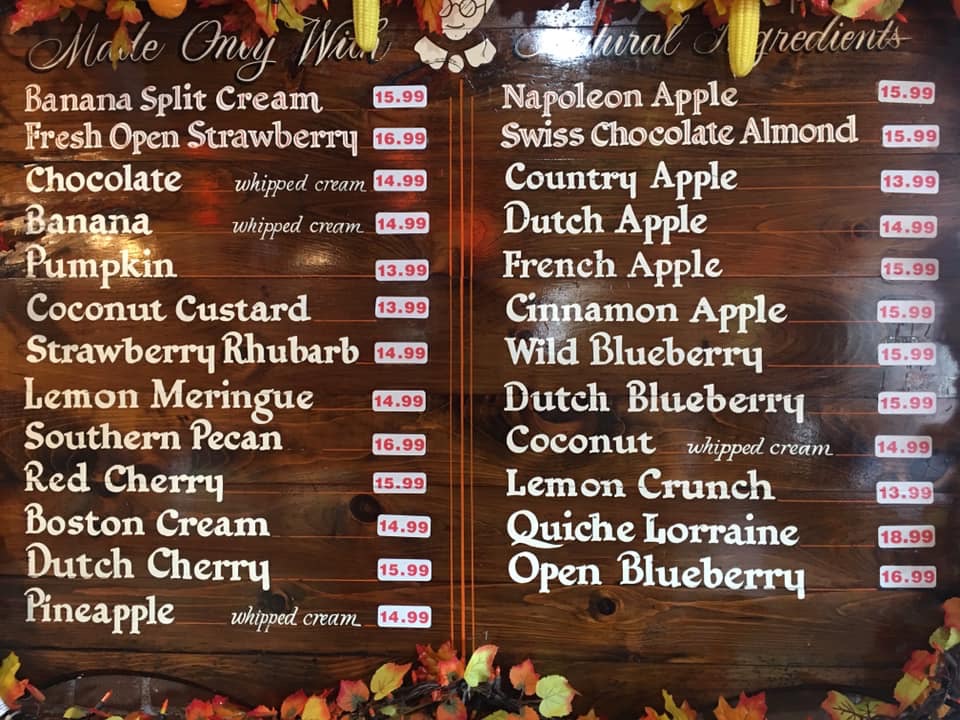 Made Only With Natural Ingredients
Banana Split Cream 15.99
Fresh Open Strawberry 16.99
Chocolate whipped cream 14.99
Banana whipped cream 14.99
Pumpkin 13.99
Coconut Custard 13.99
Strawberry Rhubarb 14.99
Lemon Meringue 14.99
Southern Pecan 16.99
Red Cherry 15.99
Boston Cream 14.99
Dutch Cherry 15.99
Pineapple whipped cream 14.99
Napoleon Apple 15.99
Swiss Chocolate Almond 15.99
Country Apple 13.99
Dutch Apple 14.99
French Apple 15.99
Cinnamon Apple 15.99
Wild Blueberry 15.99
Dutch Blueberry 15.99
Coconut whipped cream 14.99
Lemon Crunch 13.99
Quiche Lorraine 18.99
Open Blueberry 16.99